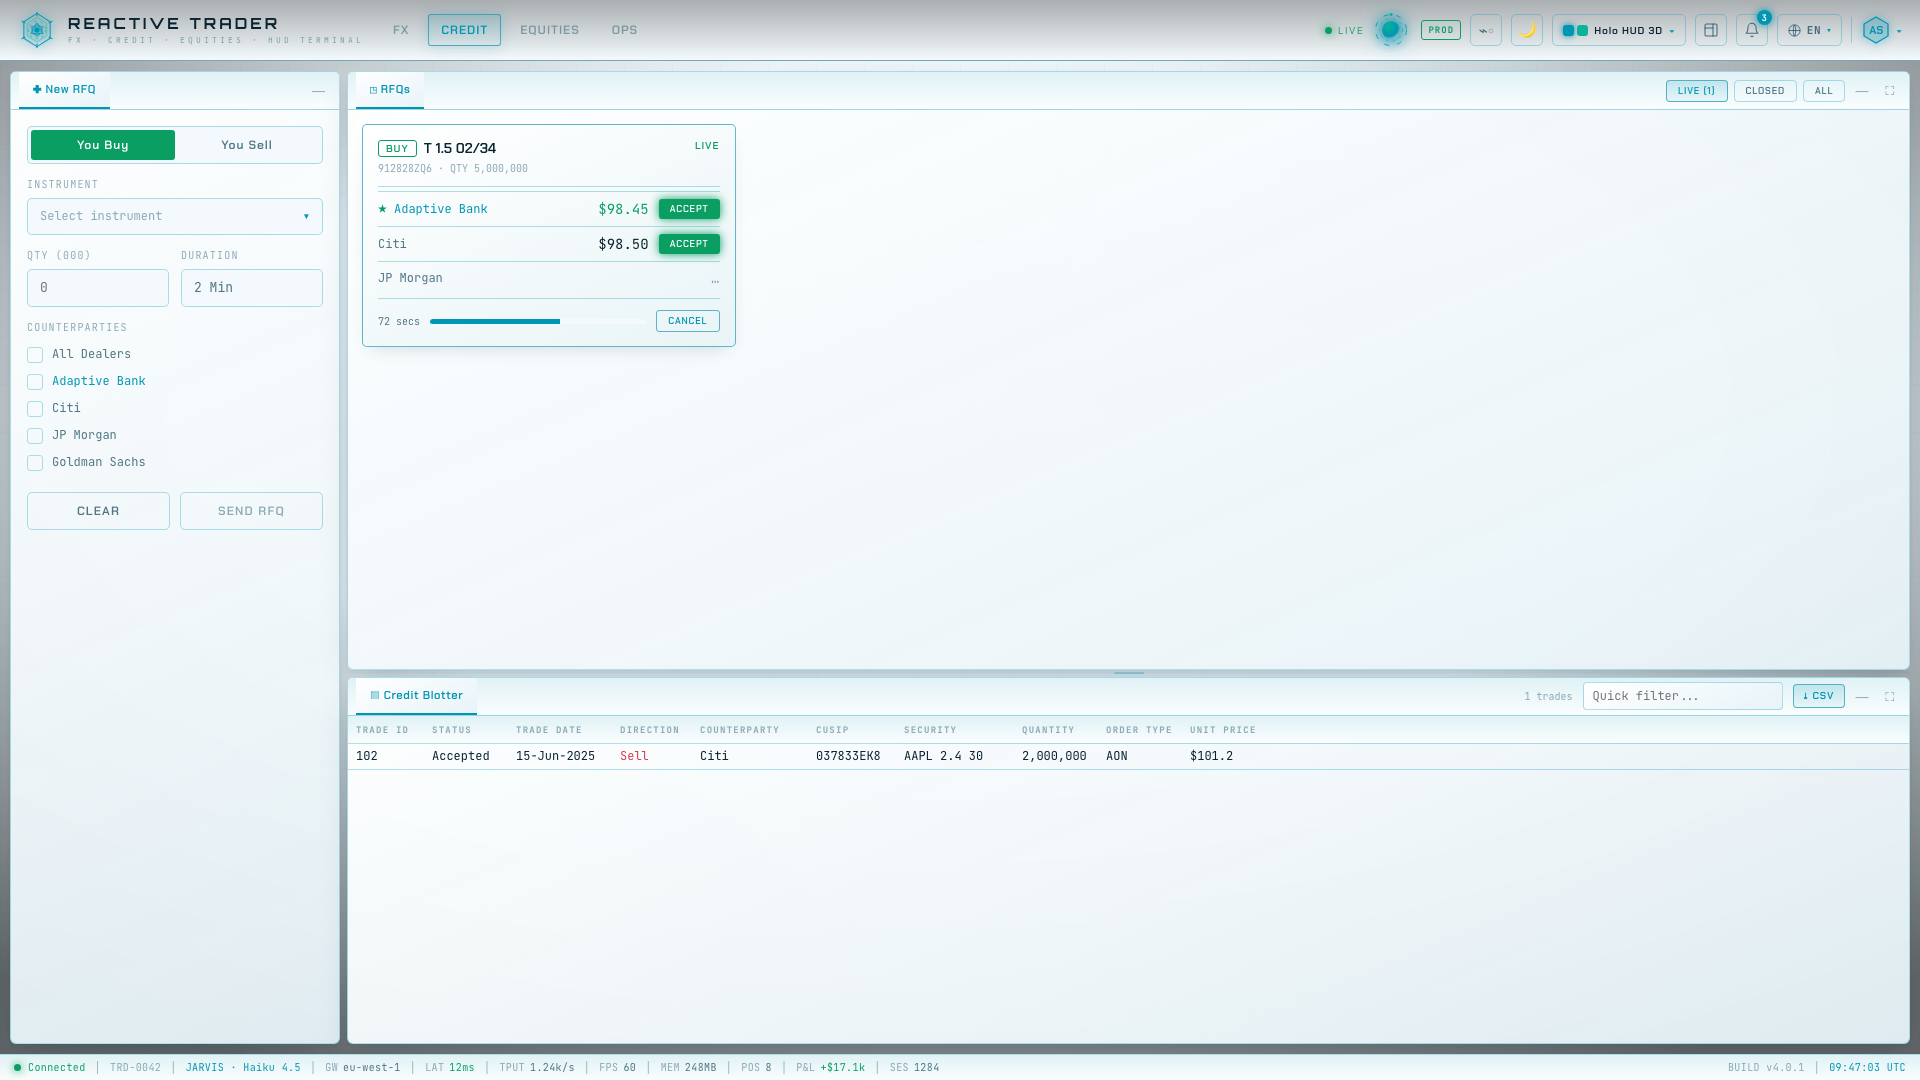 REACTIVE TRADER
FX · CREDIT · EQUITIES · HUD TERMINAL
FX
CREDIT
EQUITIES
OPS
LIVE
PROD
Holo HUD 3D
3
EN
AS
New RFQ
You Buy
You Sell
INSTRUMENT
Select instrument
QTY (000)
DURATION
0
2 Min
COUNTERPARTIES
All Dealers
Adaptive Bank
Citi
JP Morgan
Goldman Sachs
CLEAR
SEND RFQ
RFQs
LIVE (1)
CLOSED
ALL
BUY T 1.5 02/34
LIVE
912828ZQ6 · QTY 5,000,000
★ Adaptive Bank $98.45 ACCEPT
Citi $98.50 ACCEPT
JP Morgan …
72 secs
CANCEL
Credit Blotter
1 trades
Quick filter...
↓ CSV
TRADE ID STATUS TRADE DATE DIRECTION COUNTERPARTY CUSIP SECURITY QUANTITY ORDER TYPE UNIT PRICE
102 Accepted 15-Jun-2025 Sell Citi 037833EK8 AAPL 2.4 30 2,000,000 AON $101.2
Connected | TRD-0042 | JARVIS · Haiku 4.5 | GW eu-west-1 | LAT 12ms | TPUT 1.24k/s | FPS 60 | MEM 248MB | POS 8 | P&L +$17.1k | SES 1284
BUILD v4.0.1 | 09:47:03 UTC